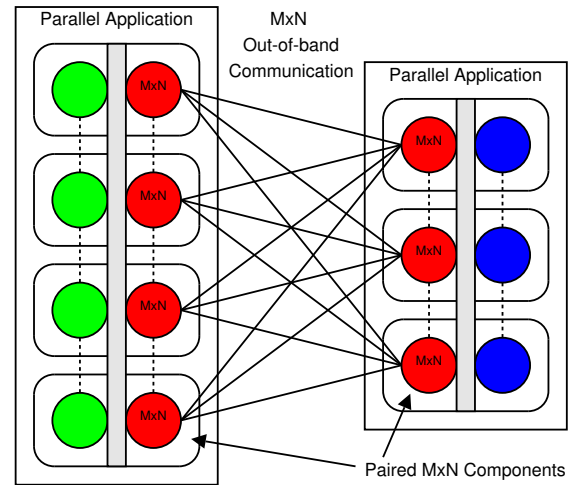 Parallel Application
MxN
Out-of-band
Communication
Parallel Application
MxN
MxN
MxN
MxN
MxN
MxN
MxN
Paired MxN Components